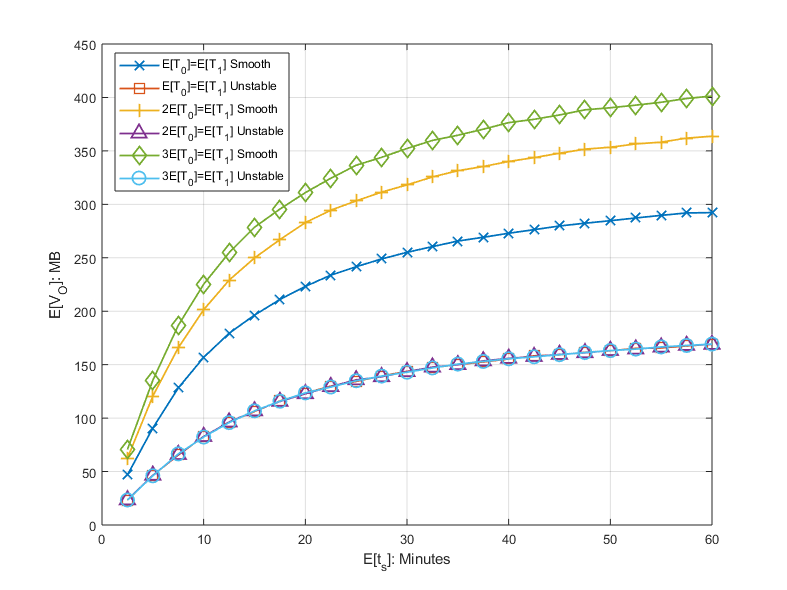 450
400
350
300
250
200
150
100
50
0
E[V_O]: MB
E[T_0]=E[T_1] Smooth
E[T_0]=E[T_1] Unstable
2E[T_0]=E[T_1] Smooth
2E[T_0]=E[T_1] Unstable
3E[T_0]=E[T_1] Smooth
3E[T_0]=E[T_1] Unstable
0 10 20 30 40 50 60
E[t_s]: Minutes